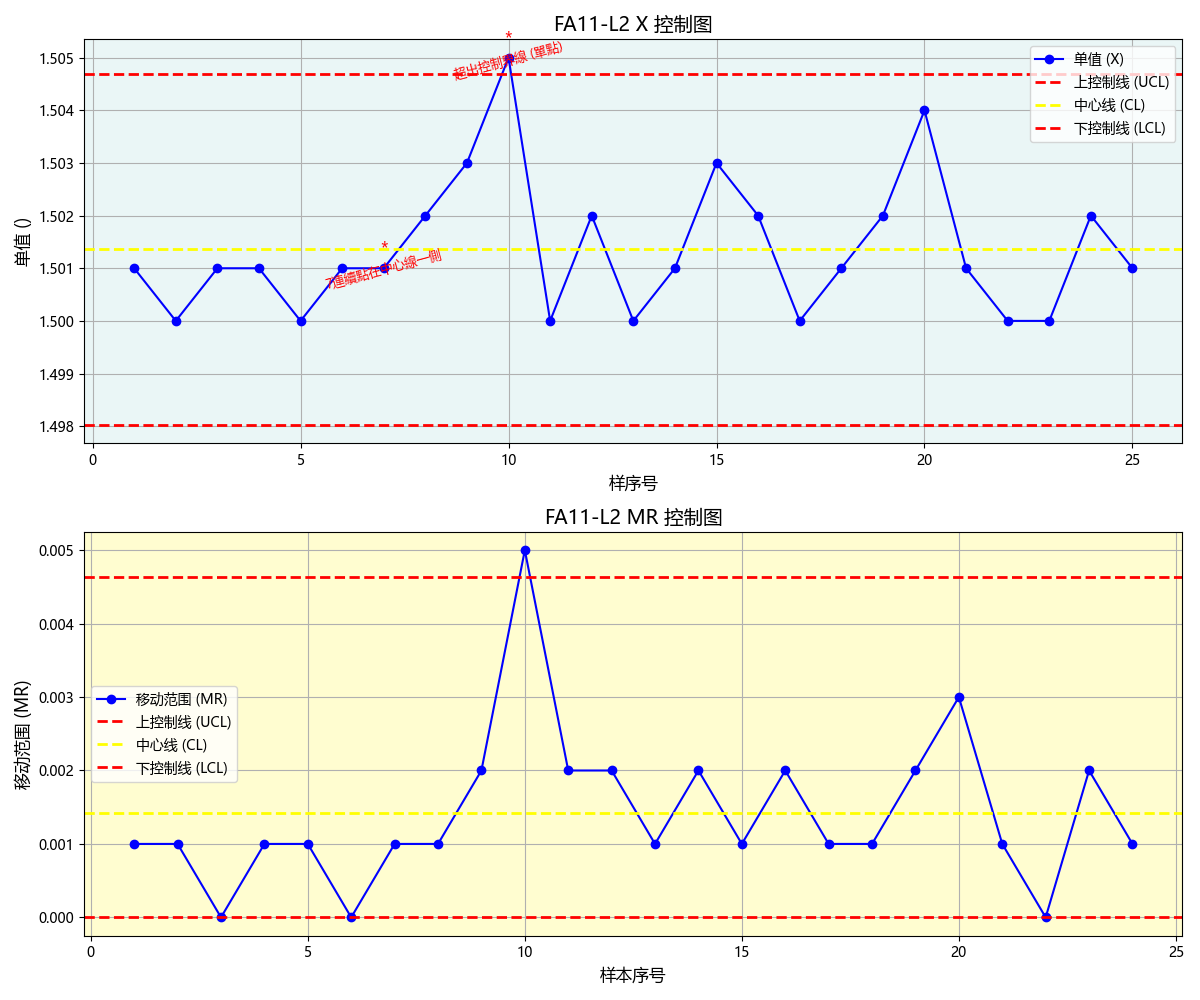 FA11-L2 X 控制图
*
超出控制界線 (單點)
*
7連續點在中心线一側
单值 (X)
上控制线 (UCL)
中心线 (CL)
下控制线 (LCL)
单值 ()
1.505
1.504
1.503
1.502
1.501
1.500
1.499
1.498
0
5
10
15
20
25
样序号
FA11-L2 MR 控制图
移动范围 (MR)
0.005
0.004
0.003
0.002
0.001
0.000
移动范围 (MR)
上控制线 (UCL)
中心线 (CL)
下控制线 (LCL)
0
5
10
15
20
25
样本序号